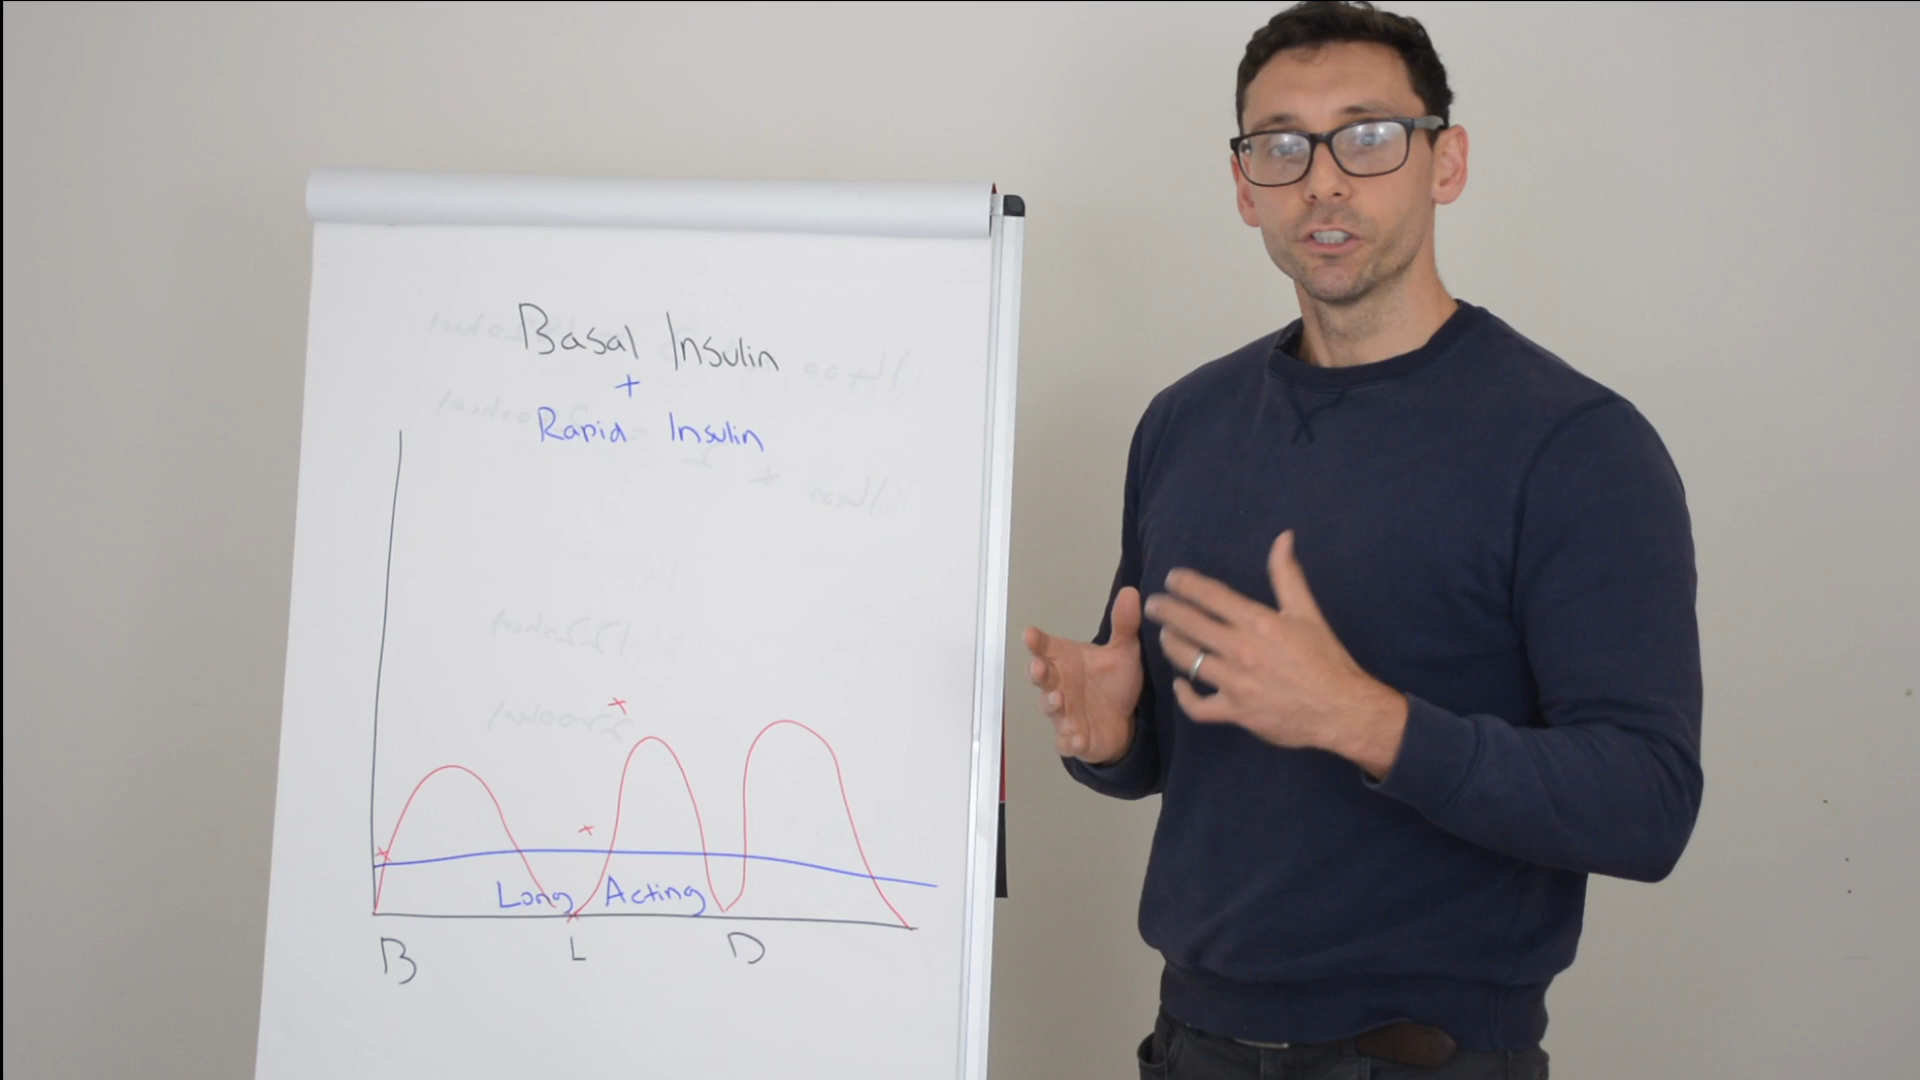 Basal Insulin
+
Rapid Insulin
Long Acting
B L D